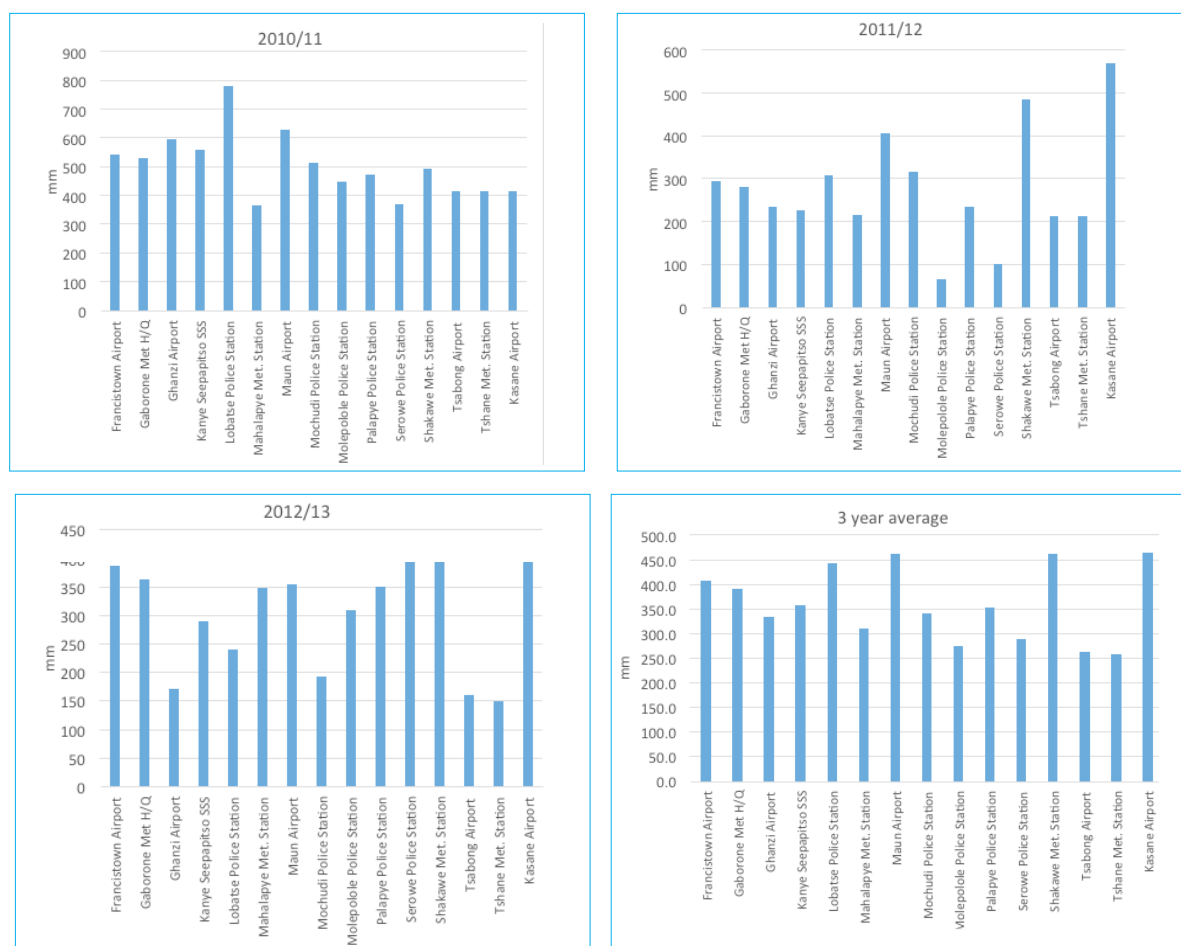 2010/11
900
800
700
600
500
400
300
200
100
0
mm
Francistown Airport
Gaborone Met H/Q
Ghanzi Airport
Kanye Seepapitso SSS
Lobatse Police Station
Mahalapye Met. Station
Maun Airport
Mochudi Police Station
Molepolole Police Station
Palapye Police Station
Serowe Police Station
Shakawe Met. Station
Tsabong Airport
Tshane Met. Station
Kasane Airport
2011/12
600
500
400
300
200
100
0
mm
Francistown Airport
Gaborone Met H/Q
Ghanzi Airport
Kanye Seepapitso SSS
Lobatse Police Station
Mahalapye Met. Station
Maun Airport
Mochudi Police Station
Molepolole Police Station
Palapye Police Station
Serowe Police Station
Shakawe Met. Station
Tsabong Airport
Tshane Met. Station
Kasane Airport
2012/13
450
400
350
300
250
200
150
100
50
0
mm
Francistown Airport
Gaborone Met H/Q
Ghanzi Airport
Kanye Seepapitso SSS
Lobatse Police Station
Mahalapye Met. Station
Maun Airport
Mochudi Police Station
Molepolole Police Station
Palapye Police Station
Serowe Police Station
Shakawe Met. Station
Tsabong Airport
Tshane Met. Station
Kasane Airport
3 year average
500.0
450.0
400.0
350.0
300.0
250.0
200.0
150.0
100.0
50.0
0.0
mm
Francistown Airport
Gaborone Met H/Q
Ghanzi Airport
Kanye Seepapitso SSS
Lobatse Police Station
Mahalapye Met. Station
Maun Airport
Mochudi Police Station
Molepolole Police Station
Palapye Police Station
Serowe Police Station
Shakawe Met. Station
Tsabong Airport
Tshane Met. Station
Kasane Airport